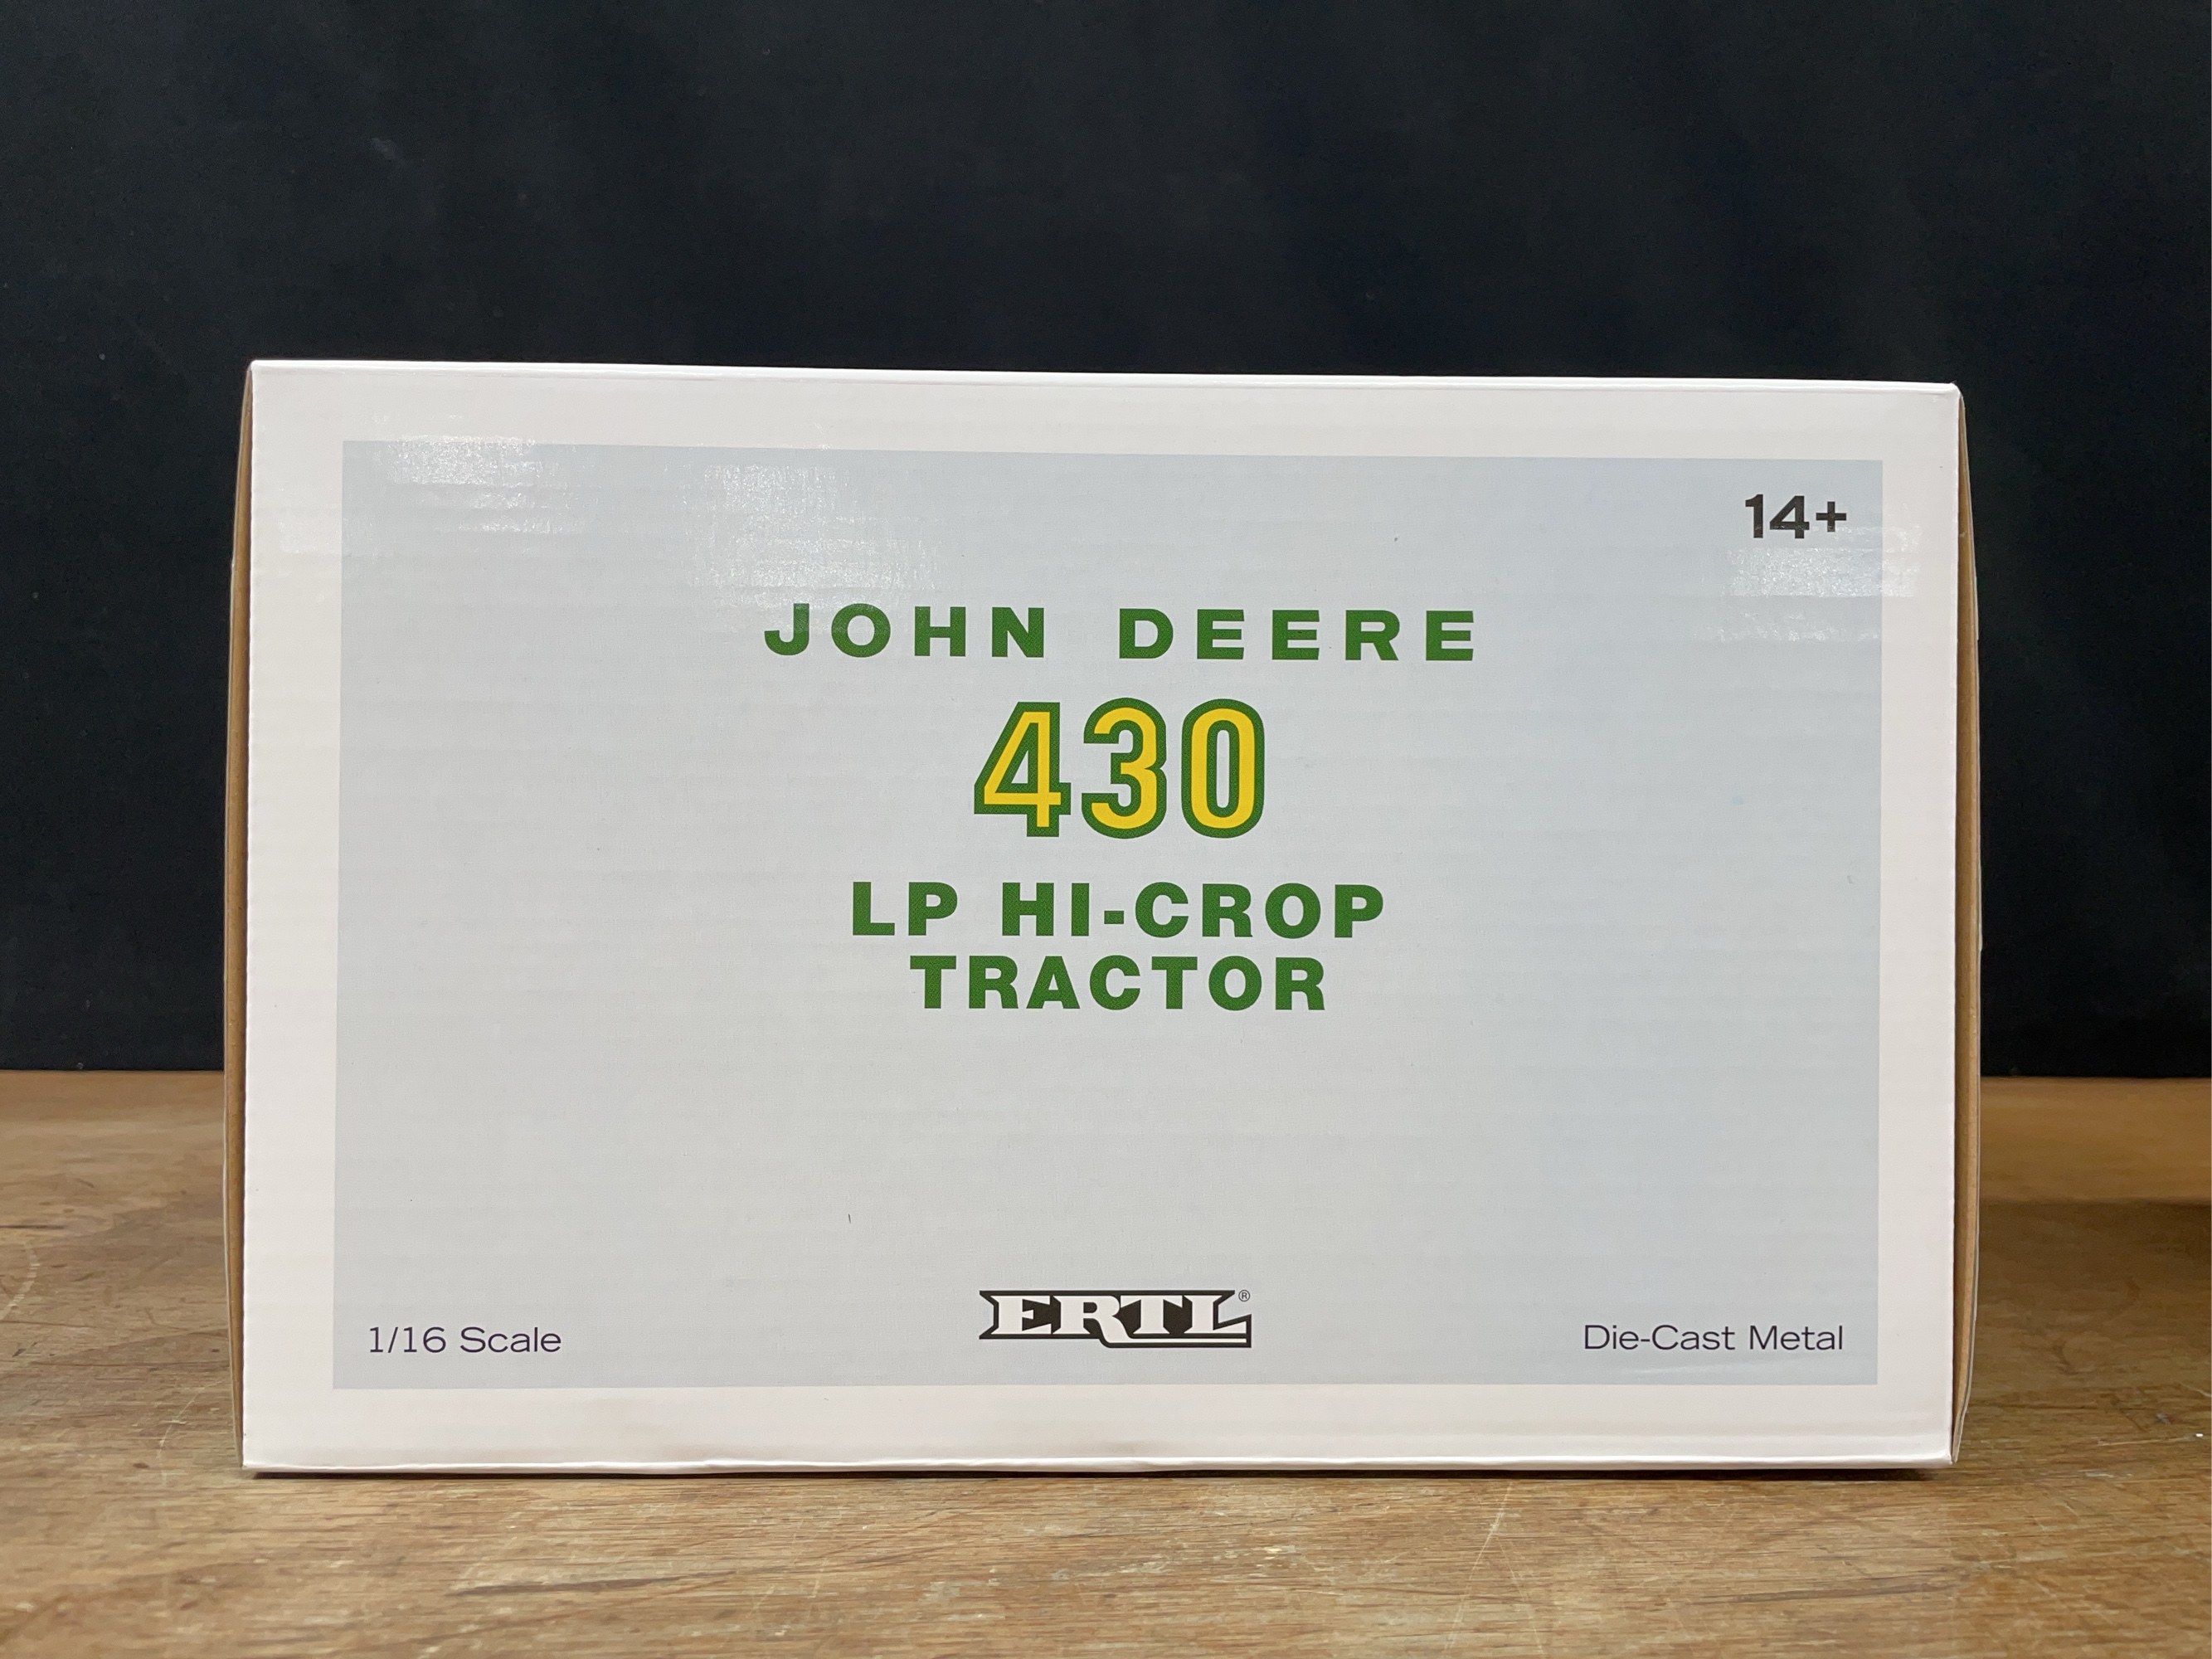 14+
JOHN DEERE
430
LP HI-CROP
TRACTOR
1/16 Scale
ERTL®
Die-Cast Metal